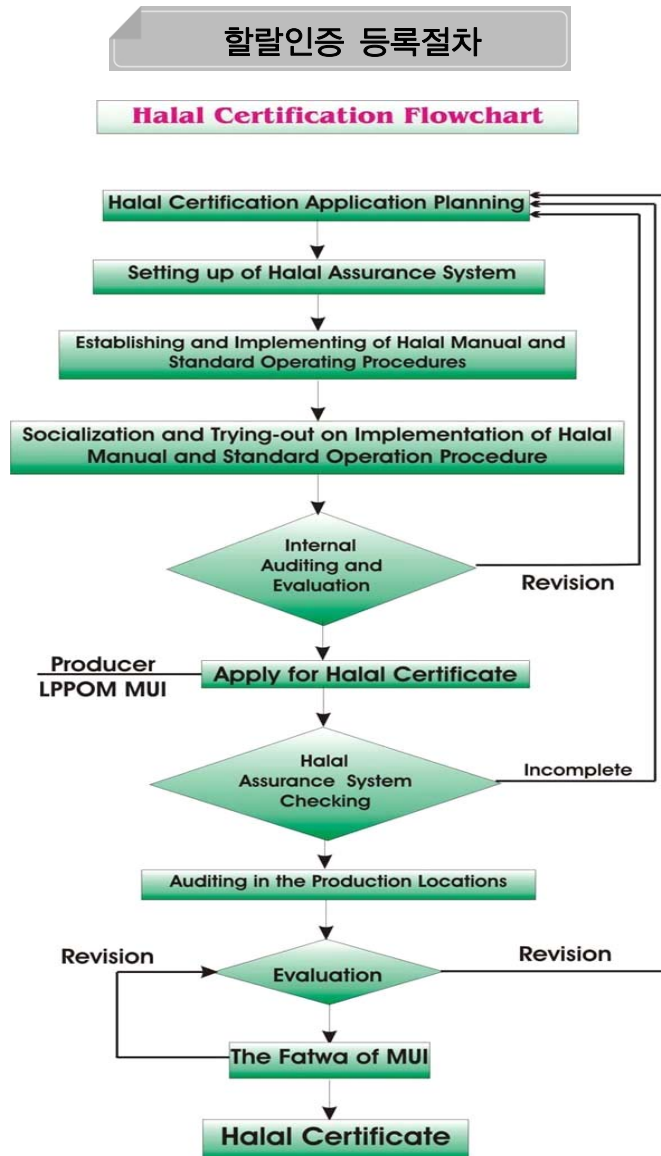 할랄인증 등록절차
Halal Certification Flowchart
Halal Certification Application Planning
Setting up of Halal Assurance System
Establishing and Implementing of Halal Manual and
Standard Operating Procedures
Socialization and Trying-out on Implementation of Halal
Manual and Standard Operation Procedure
Internal
Auditing and
Evaluation
Revision
Producer
LPPOM MUI
Apply for Halal Certificate
Halal
Assurance System
Checking
Incomplete
Auditing in the Production Locations
Revision
Evaluation
Revision
The Fatwa of MUI
Halal Certificate